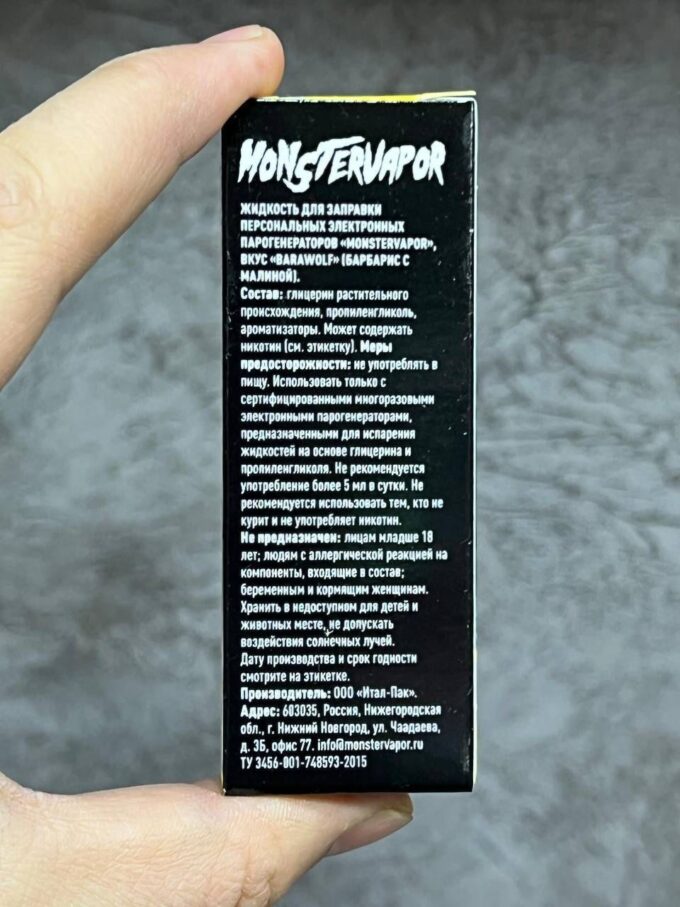 MONSTERVAPOR
ЖИДКОСТЬ ДЛЯ ЗАПРАВКИ
ПЕРСОНАЛЬНЫХ ЭЛЕКТРОННЫХ
ПАРОГЕНЕРАТОРОВ «MONSTERVAPOR»,
ВКУС «BARAWOLF» (БАРБАРИС С
МАЛИНОЙ).
Состав: глицерин растительного
происхождения, пропиленгликоль,
ароматизаторы. Может содержать
никотин (см. этикетку). Меры
предосторожности: не употреблять в
пищу. Использовать только с
сертифицированными многоразовыми
электронными парогенераторами,
предназначенными для испарения
жидкостей на основе глицерина и
пропиленгликоля. Не рекомендуется
употребление более 5 мл в сутки. Не
рекомендуется использовать тем, кто не
курит и не употребляет никотин.
Не предназначен: лицам младше 18
лет; людям с аллергической реакцией на
компоненты, входящие в состав;
беременным и кормящим женщинам.
Хранить в недоступном для детей и
животных месте, не допускать
воздействия солнечных лучей.
Дату производства и срок годности
смотрите на этикетке.
Производитель: ООО «Итал-Пак».
Адрес: 603035, Россия, Нижегородская
обл., г. Нижний Новгород, ул. Чаадаева,
д. 3Б, офис 77. info@monstervapor.ru
ТУ 3456-001-748593-2015